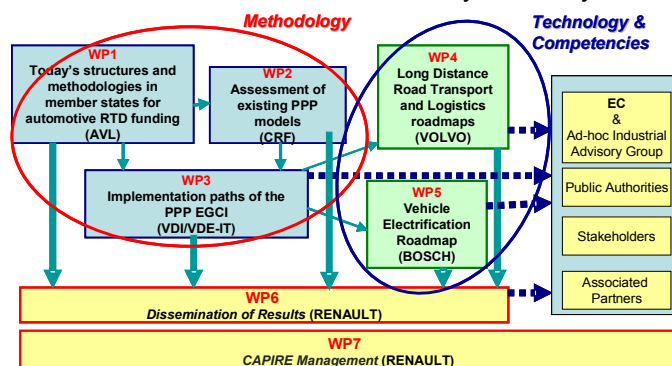 Methodology
Technology &
Competencies
WP1
Today's structures and
methodologies in
member states for
automotive RTD funding
(AVL)
WP2
Assessment of
existing PPP
models
(CRF)
WP3
Implementation paths of the
PPP EGCI
(VDI/VDE-IT)
WP4
Long Distance
Road Transport
and Logistics
roadmaps
(VOLVO)
WP5
Vehicle
Electrification
Roadmap
(BOSCH)
EC
&
Ad-hoc Industrial
Advisory Group
Public Authorities
Stakeholders
Associated
Partners
WP6
Dissemination of Results (RENAULT)
WP7
CAPIRE Management (RENAULT)